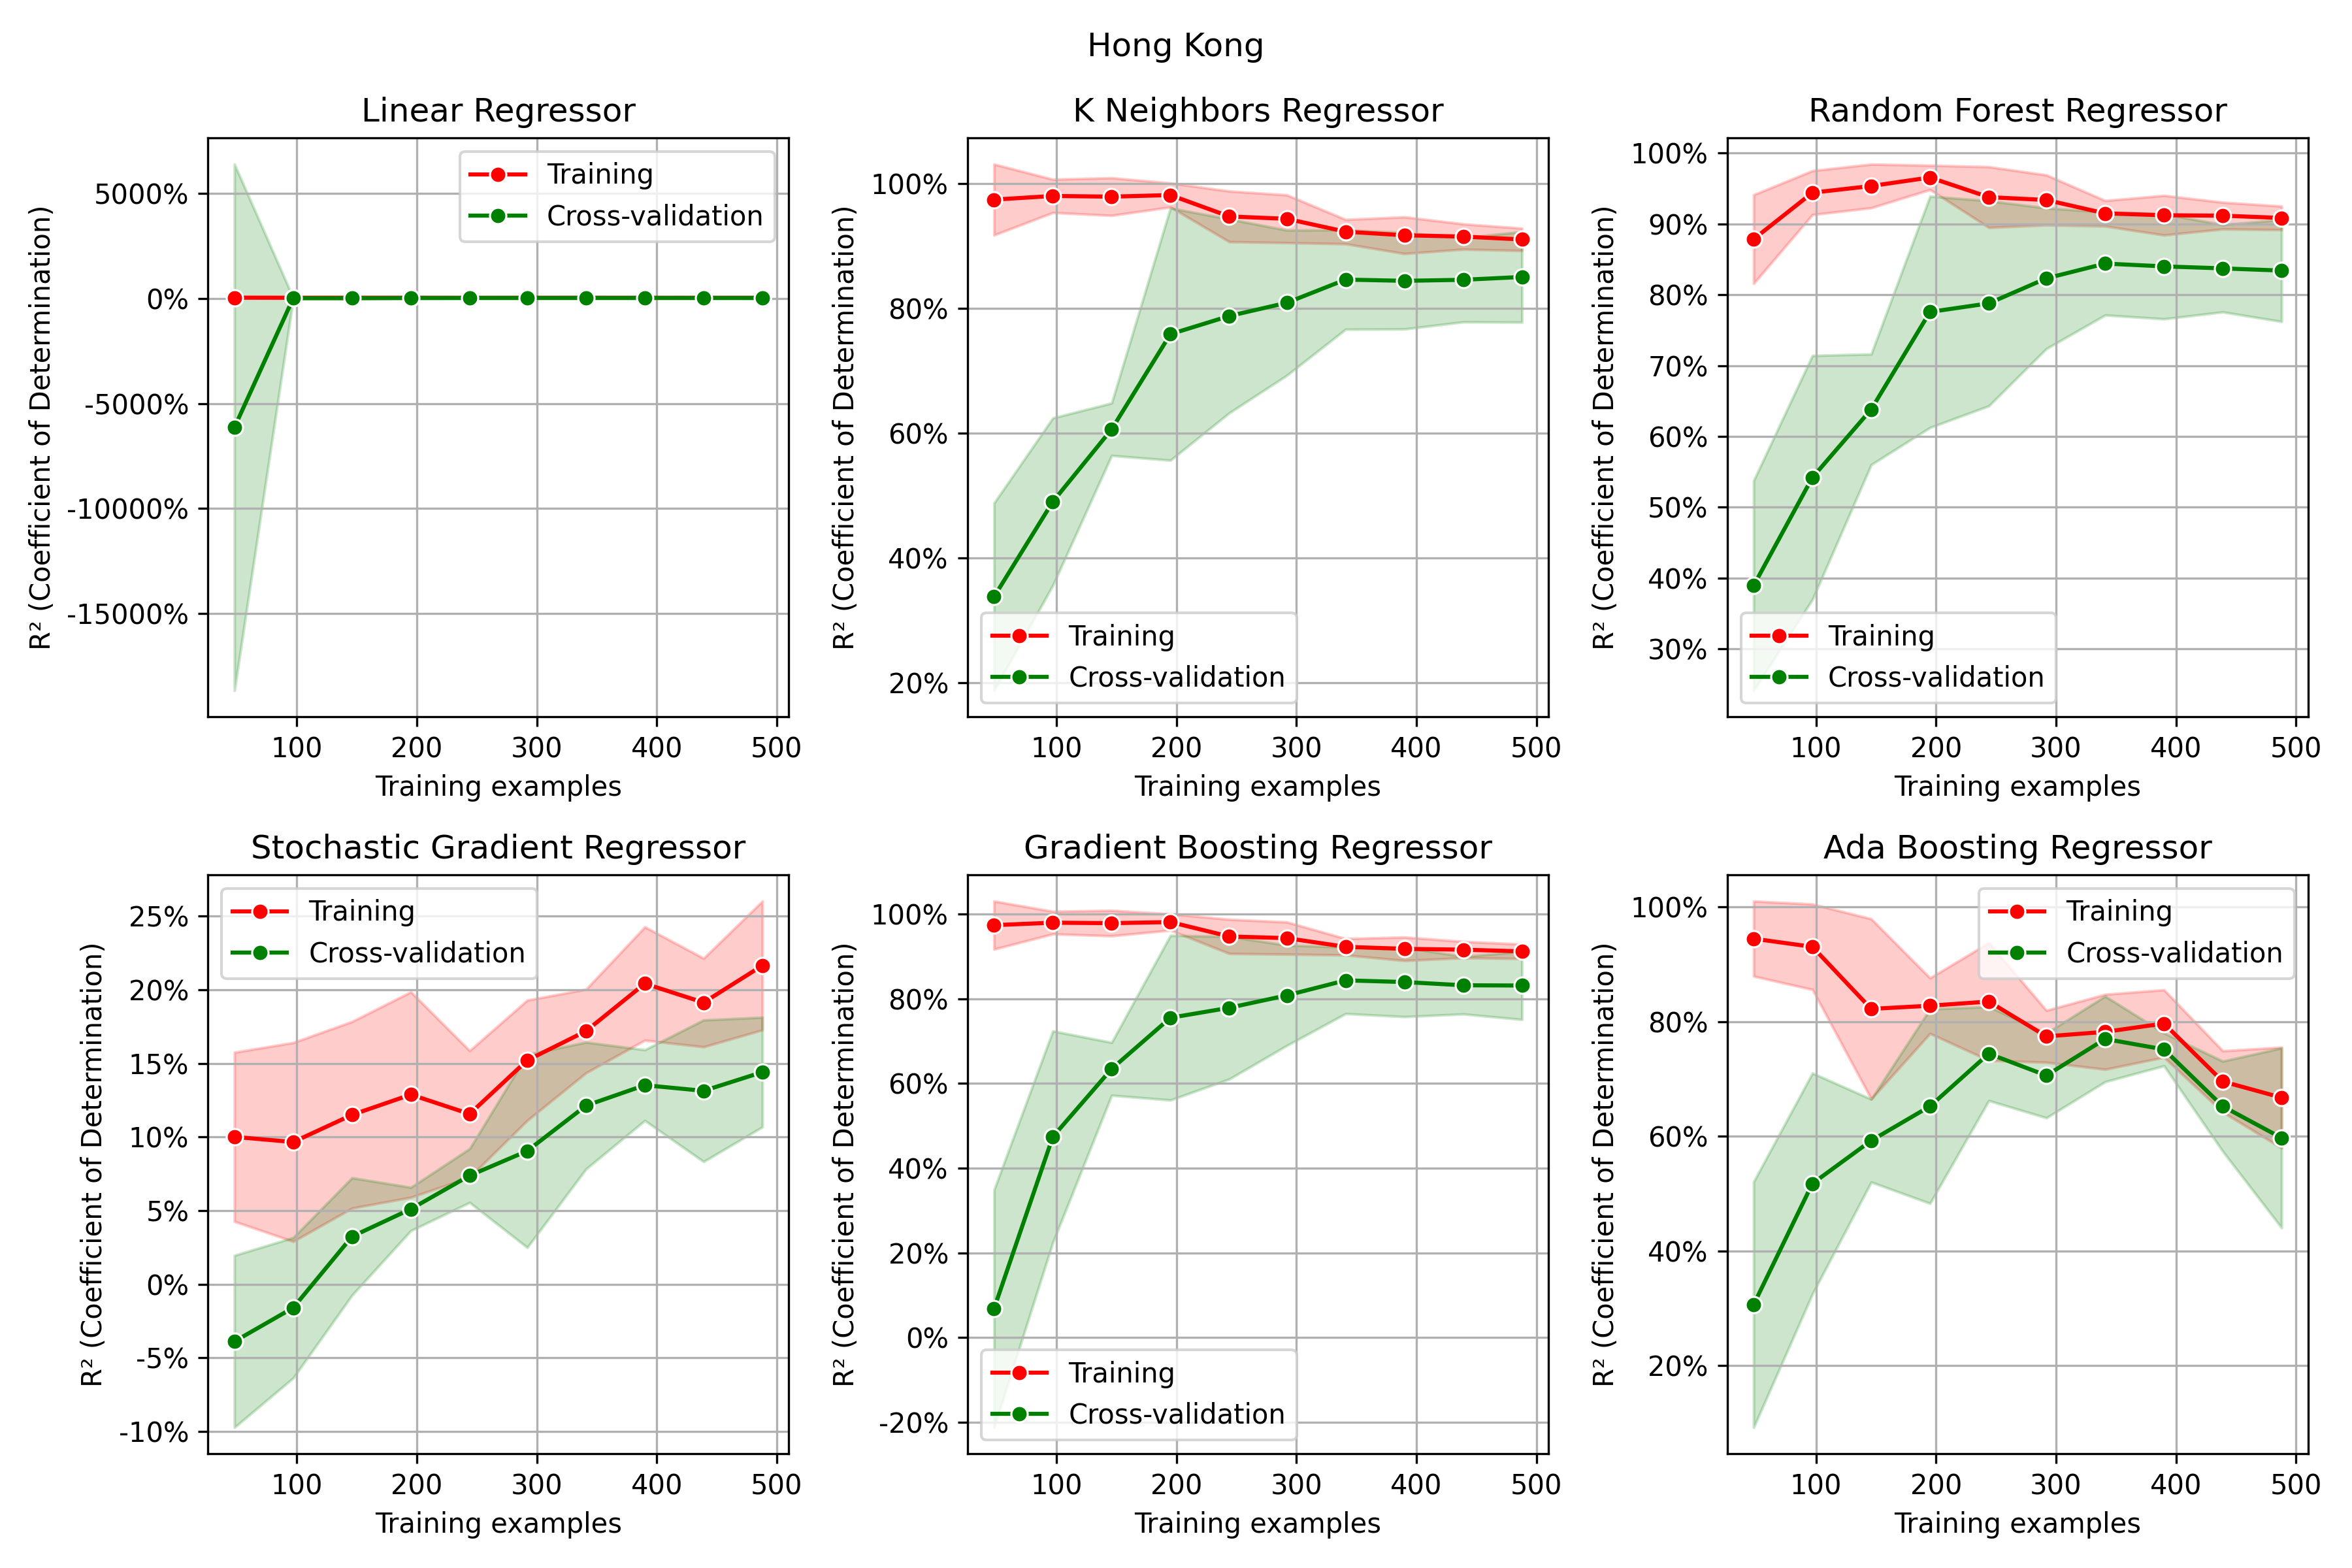 Hong Kong
Linear Regressor
R² (Coefficient of Determination)
5000%
0%
-5000%
-10000%
-15000%
Training
Cross-validation
100 200 300 400 500
Training examples
K Neighbors Regressor
R² (Coefficient of Determination)
100%
80%
60%
40%
20%
Training
Cross-validation
100 200 300 400 500
Training examples
Random Forest Regressor
R² (Coefficient of Determination)
100%
90%
80%
70%
60%
50%
40%
30%
Training
Cross-validation
100 200 300 400 500
Training examples
Stochastic Gradient Regressor
R² (Coefficient of Determination)
25%
20%
15%
10%
5%
0%
-5%
-10%
Training
Cross-validation
100 200 300 400 500
Training examples
Gradient Boosting Regressor
R² (Coefficient of Determination)
100%
80%
60%
40%
20%
0%
-20%
Training
Cross-validation
100 200 300 400 500
Training examples
Ada Boosting Regressor
R² (Coefficient of Determination)
100%
80%
60%
40%
20%
Training
Cross-validation
100 200 300 400 500
Training examples